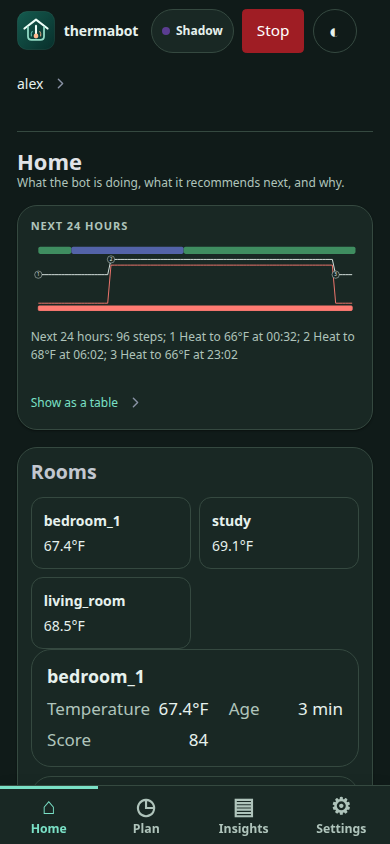 thermabot
Shadow
Stop
alex
Home
What the bot is doing, what it recommends next, and why.
NEXT 24 HOURS
1
2
3
Next 24 hours: 96 steps; 1 Heat to 66°F at 00:32; 2 Heat to
68°F at 06:02; 3 Heat to 66°F at 23:02
Show as a table
Rooms
bedroom_1
67.4°F
study
69.1°F
living_room
68.5°F
bedroom_1
Temperature 67.4°F Age 3 min
Score 84
Home Plan Insights Settings